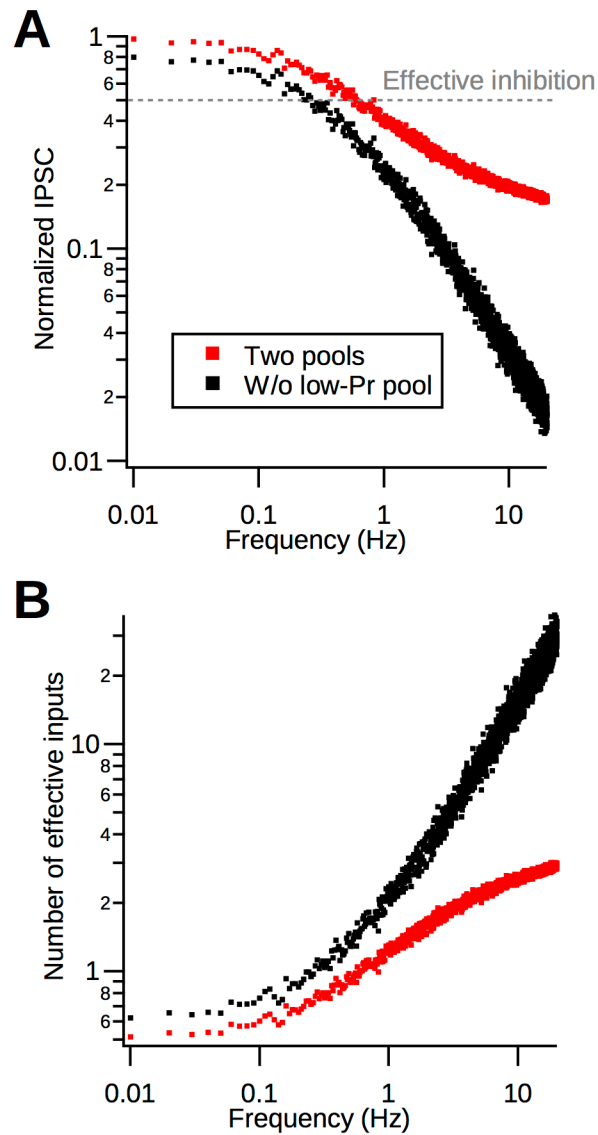 A
1
8
6
4
2
0.1
8
6
4
2
0.01
Normalized IPSC
Effective inhibition
Two pools
W/o low-Pr pool
0.01 0.1 1 10
Frequency (Hz)
B
2
10
8
6
4
2
1
8
6
Number of effective inputs
0.01 0.1 1 10
Frequency (Hz)